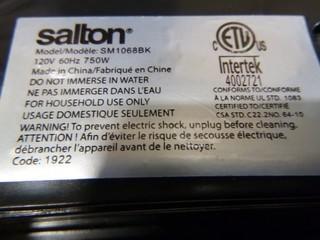 salton®
Model/Modèle: SM1068BK
120V 60Hz 750W
Made in China/Fabriqué en Chine
DO NOT IMMERSE IN WATER
NE PAS IMMERGER DANS L'EAU
FOR HOUSEHOLD USE ONLY
USAGE DOMESTIQUE SEULEMENT
C ETL US
Intertek
4002721
CONFORMS TO/CONFORME
À LA NORME UL STD. 1083
CERTIFIED TO/CERTIFIÉ
CSA STD. C22.2 NO. 64-10
WARNING! To prevent electric shock, unplug before cleaning.
ATTENTION! Afin d'éviter le risque de secousse électrique,
débrancher l'appareil avant de le nettoyer.
Code: 1922